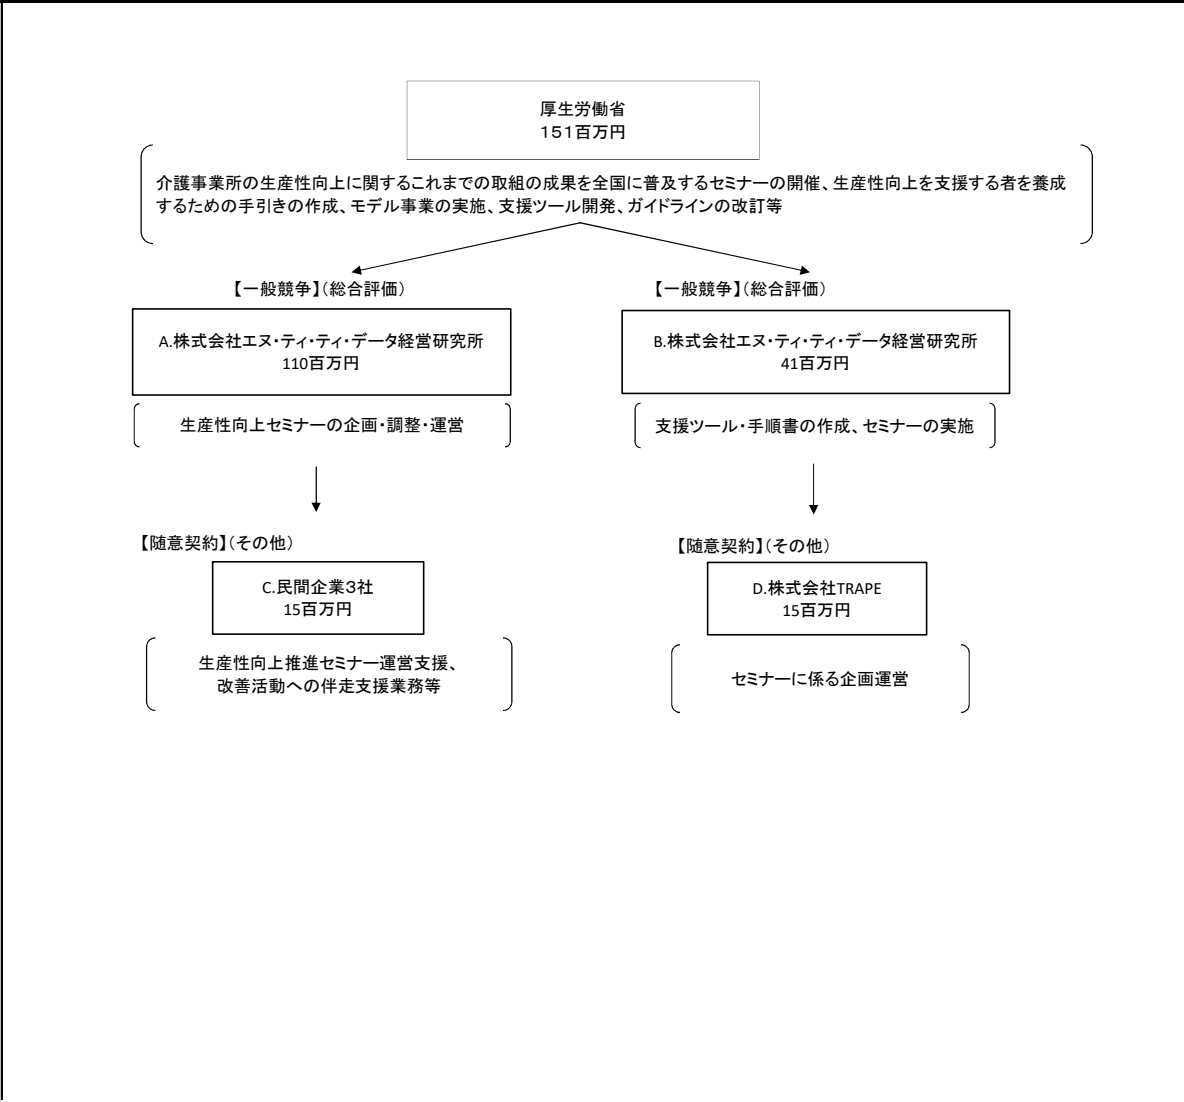 厚生労働省
151百万円
介護事業所の生産性向上に関するこれまでの取組の成果を全国に普及するセミナーの開催、生産性向上を支援する者を養成
するための手引きの作成、モデル事業の実施、支援ツール開発、ガイドラインの改訂等
【一般競争】(総合評価)
A.株式会社エヌ・ティ・ティ・データ経営研究所
110百万円
生産性向上セミナーの企画・調整・運営
【随意契約】(その他)
C.民間企業3社
15百万円
生産性向上推進セミナー運営支援、
改善活動への伴走支援業務等
【一般競争】(総合評価)
B.株式会社エヌ・ティ・ティ・データ経営研究所
41百万円
支援ツール・手順書の作成、セミナーの実施
【随意契約】(その他)
D.株式会社TRAPE
15百万円
セミナーに係る企画運営